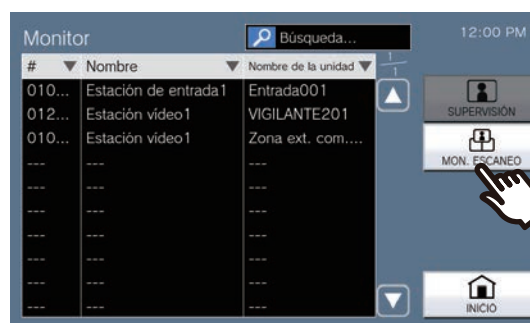 Monitor
Búsqueda...
12:00 PM
# Nombre Nombre de la unidad
1
1
010... Estación de entrada1 Entrada001
012... Estación vídeo1 VIGILANTE201
010... Estación vídeo1 Zona ext. com....
--- --- ---
--- --- ---
--- --- ---
--- --- ---
--- --- ---
--- --- ---
--- --- ---
SUPERVISIÓN
MON. ESCANEO
INICIO